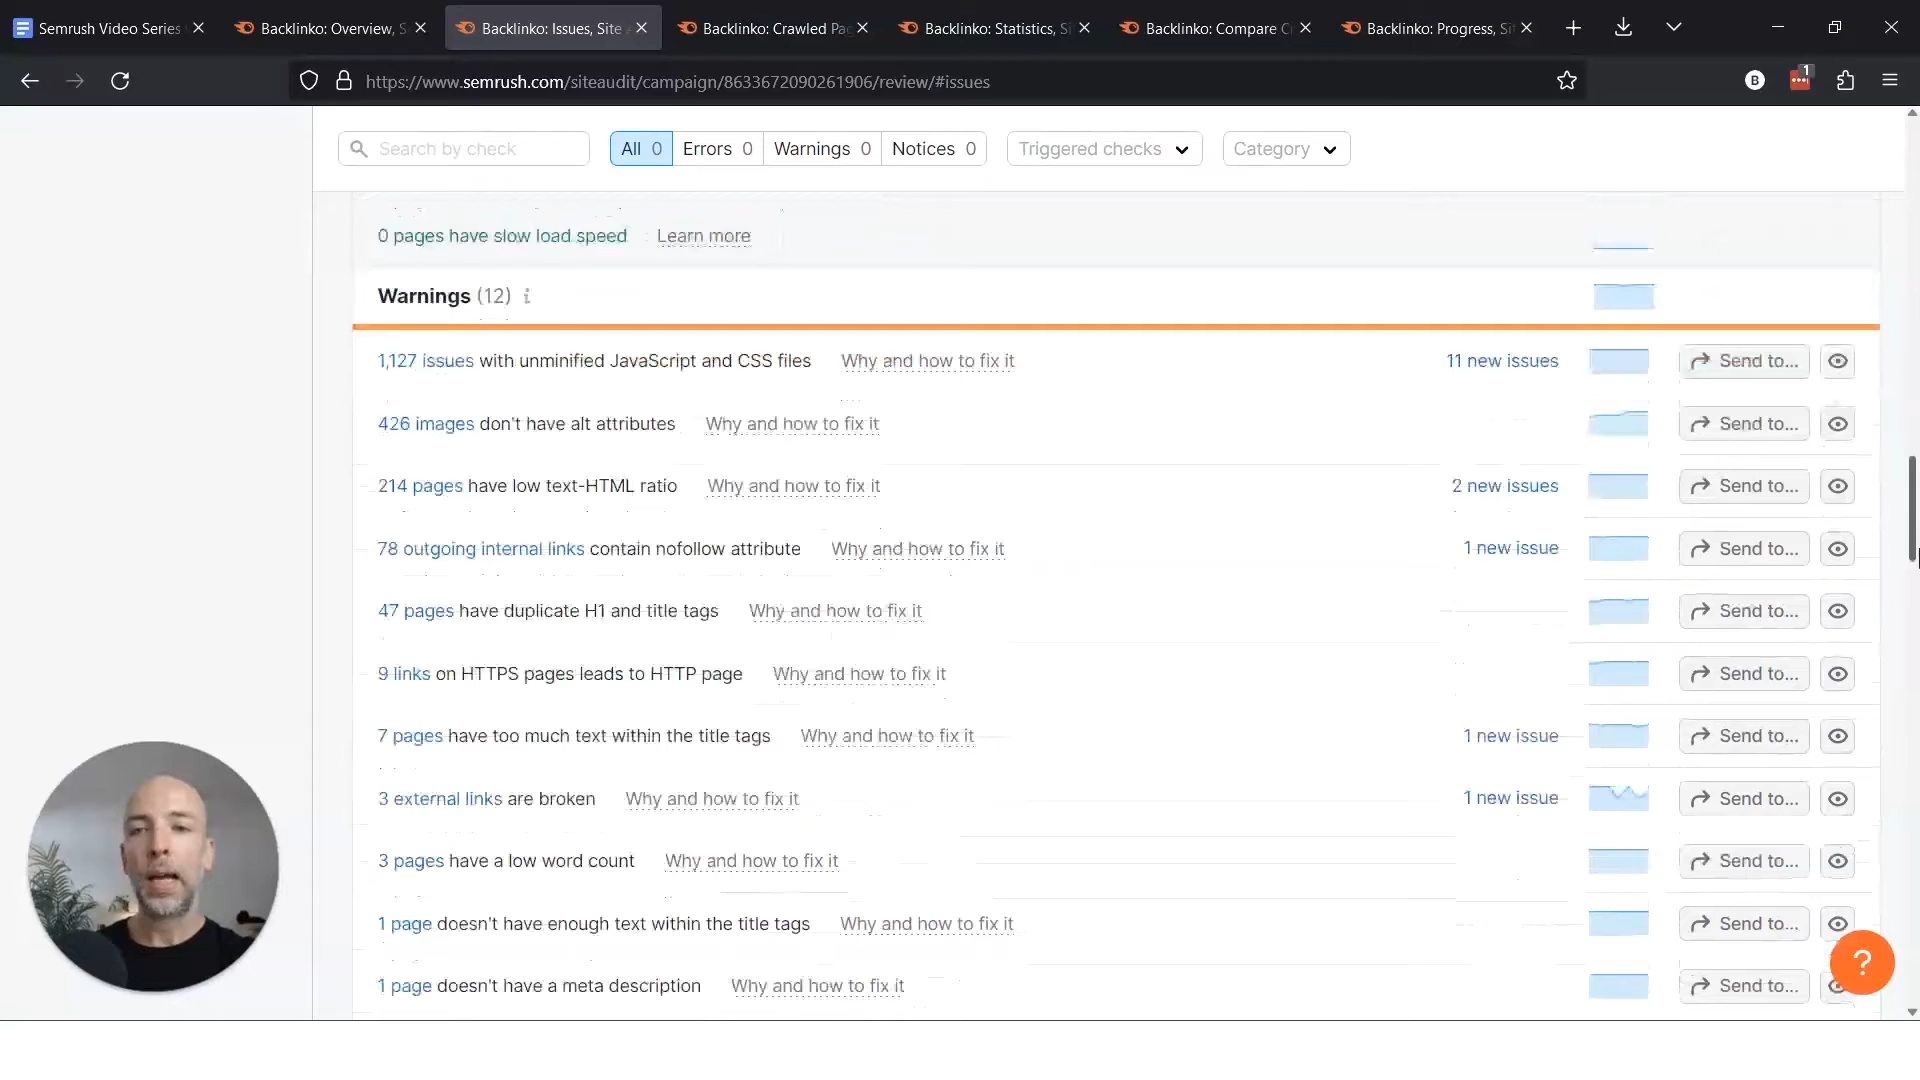 Semrush Video Series
Backlinko: Overview, S
Backlinko: Issues, Site
Backlinko: Crawled Pag
Backlinko: Statistics, Si
Backlinko: Compare C
Backlinko: Progress, Si
https://www.semrush.com/siteaudit/campaign/8633672090261906/review/#issues
B
1
Search by check
All 0
Errors 0
Warnings 0
Notices 0
Triggered checks
Category
0 pages have slow load speed Learn more
Warnings (12) i
1,127 issues with unminified JavaScript and CSS files Why and how to fix it 11 new issues Send to...
426 images don't have alt attributes Why and how to fix it Send to...
214 pages have low text-HTML ratio Why and how to fix it 2 new issues Send to...
78 outgoing internal links contain nofollow attribute Why and how to fix it 1 new issue Send to...
47 pages have duplicate H1 and title tags Why and how to fix it Send to...
9 links on HTTPS pages leads to HTTP page Why and how to fix it Send to...
7 pages have too much text within the title tags Why and how to fix it 1 new issue Send to...
3 external links are broken Why and how to fix it 1 new issue Send to...
3 pages have a low word count Why and how to fix it Send to...
1 page doesn't have enough text within the title tags Why and how to fix it Send to...
1 page doesn't have a meta description Why and how to fix it Send to...
?